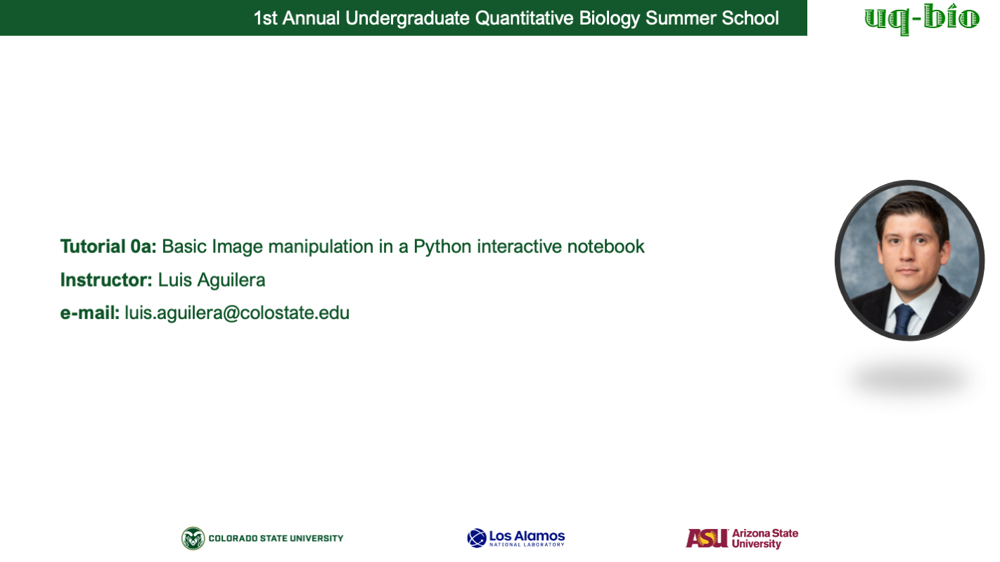 1st Annual Undergraduate Quantitative Biology Summer School
uq-bio
Tutorial 0a: Basic Image manipulation in a Python interactive notebook
Instructor: Luis Aguilera
e-mail: luis.aguilera@colostate.edu
COLORADO STATE UNIVERSITY
Los Alamos
NATIONAL LABORATORY
ASU
Arizona State
University